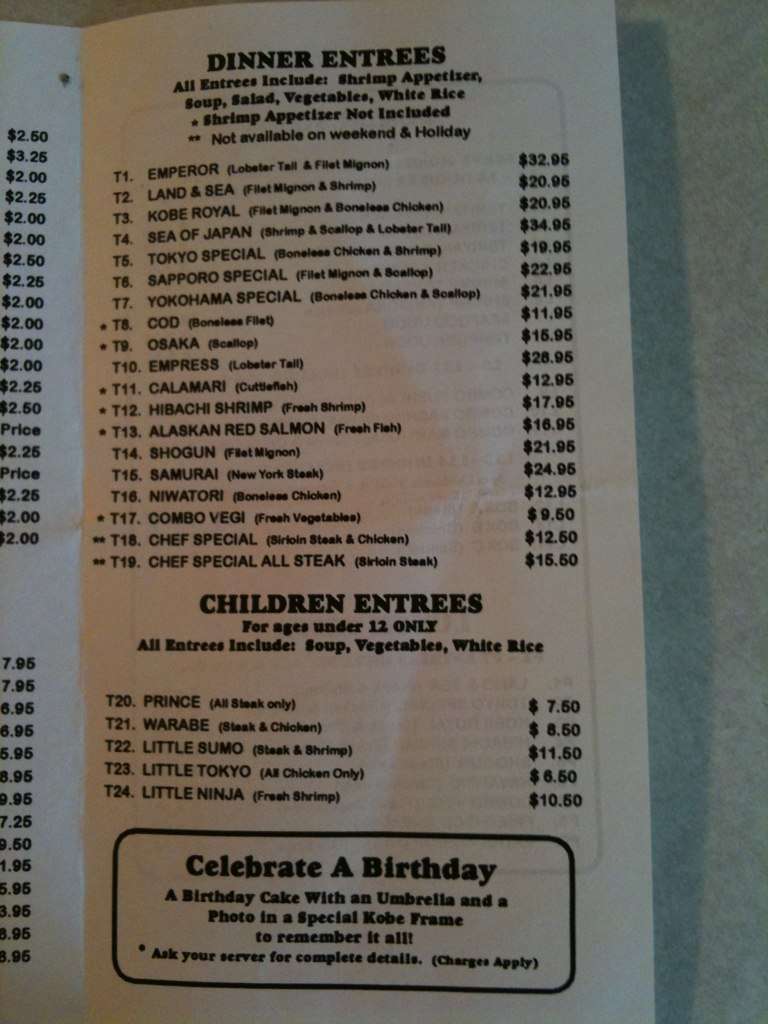 $2.50
$3.25
$2.00
$2.25
$2.00
$2.00
$2.50
$2.25
$2.00
$2.00
$2.00
$2.00
$2.25
$2.50
Price
$2.25
Price
$2.25
$2.00
$2.00
7.95
7.95
6.95
6.95
5.95
8.95
9.95
7.25
9.50
1.95
5.95
3.95
8.95
8.95
DINNER ENTREES
All Entrees Include: Shrimp Appetizer,
Soup, Salad, Vegetables, White Rice
* Shrimp Appetizer Not Included
** Not available on weekend & Holiday
T1. EMPEROR (Lobster Tail & Filet Mignon) $32.95
T2. LAND & SEA (Filet Mignon & Shrimp) $20.95
T3. KOBE ROYAL (Filet Mignon & Boneless Chicken) $20.95
T4. SEA OF JAPAN (Shrimp & Scallop & Lobster Tail) $34.95
T5. TOKYO SPECIAL (Boneless Chicken & Shrimp) $19.95
T6. SAPPORO SPECIAL (Filet Mignon & Scallop) $22.95
T7. YOKOHAMA SPECIAL (Boneless Chicken & Scallop) $21.95
* T8. COD (Boneless Filet) $11.95
* T9. OSAKA (Scallop) $15.95
T10. EMPRESS (Lobster Tail) $28.95
* T11. CALAMARI (Cuttlefish) $12.95
* T12. HIBACHI SHRIMP (Fresh Shrimp) $17.95
* T13. ALASKAN RED SALMON (Fresh Fish) $16.95
T14. SHOGUN (Filet Mignon) $21.95
T15. SAMURAI (New York Steak) $24.95
T16. NIWATORI (Boneless Chicken) $12.95
* T17. COMBO VEGI (Fresh Vegetables) $ 9.50
** T18. CHEF SPECIAL (Sirloin Steak & Chicken) $12.50
** T19. CHEF SPECIAL ALL STEAK (Sirloin Steak) $15.50
CHILDREN ENTREES
For ages under 12 ONLY
All Entrees Include: Soup, Vegetables, White Rice
T20. PRINCE (All Steak only) $ 7.50
T21. WARABE (Steak & Chicken) $ 8.50
T22. LITTLE SUMO (Steak & Shrimp) $11.50
T23. LITTLE TOKYO (All Chicken Only) $ 6.50
T24. LITTLE NINJA (Fresh Shrimp) $10.50
Celebrate A Birthday
A Birthday Cake With an Umbrella and a
Photo in a Special Kobe Frame
to remember it all!
* Ask your server for complete details. (Charges Apply)